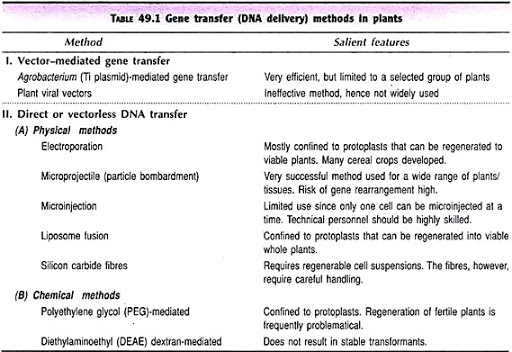 TABLE 49.1 Gene transfer (DNA delivery) methods in plants
Method Salient features
I. Vector–mediated gene transfer
Agrobacterium (Ti plasmid)-mediated gene transfer Very efficient, but limited to a selected group of plants
Plant viral vectors Ineffective method, hence not widely used
II. Direct or vectorless DNA transfer
(A) Physical methods
Electroporation Mostly confined to protoplasts that can be regenerated to
viable plants. Many cereal crops developed.
Microprojectile (particle bombardment) Very successful method used for a wide range of plants/
tissues. Risk of gene rearrangement high.
Microinjection Limited use since only one cell can be microinjected at a
time. Technical personnel should be highly skilled.
Liposome fusion Confined to protoplasts that can be regenerated into viable
whole plants.
Silicon carbide fibres Requires regenerable cell suspensions. The fibres, however,
require careful handling.
(B) Chemical methods
Polyethylene glycol (PEG)-mediated Confined to protoplasts. Regeneration of fertile plants is
frequently problematical.
Diethylaminoethyl (DEAE) dextran-mediated Does not result in stable transformants.